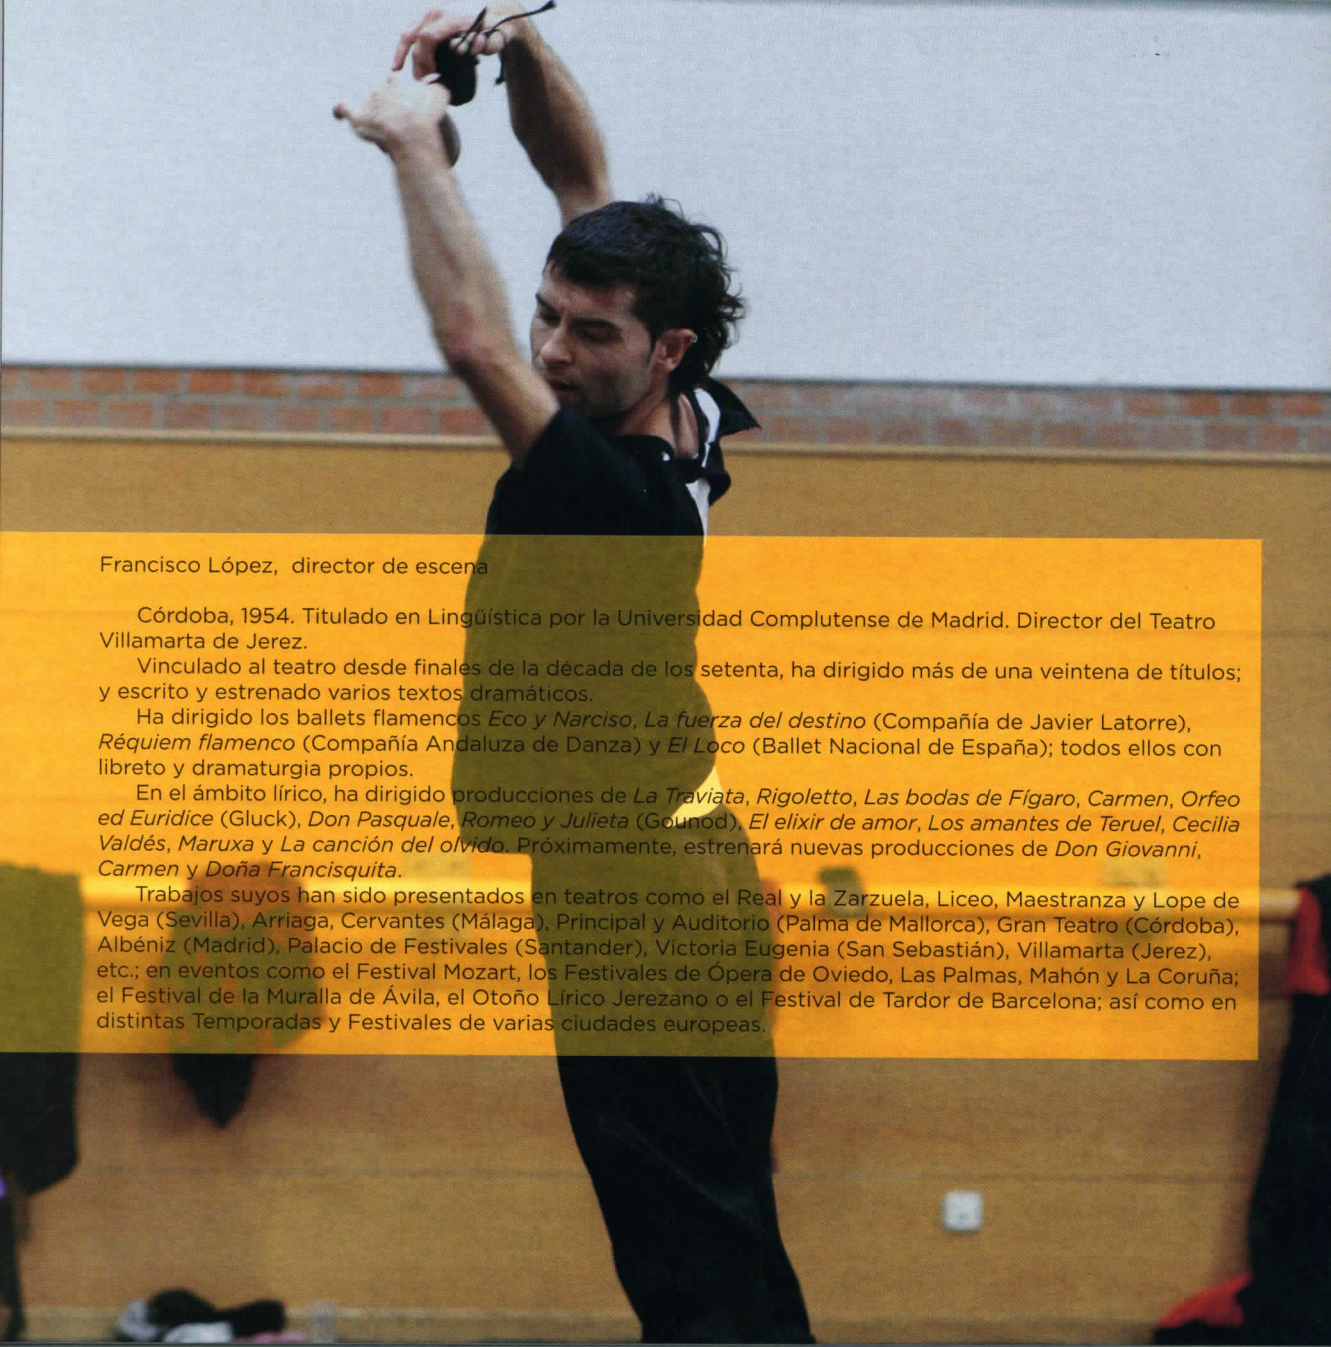 Francisco López,  director de escena
Córdoba, 1954. Titulado en Lingüística por la Universidad Complutense de Madrid. Director del Teatro
Villamarta de Jerez.
Vinculado al teatro desde finales de la década de los setenta, ha dirigido más de una veintena de títulos;
y escrito y estrenado varios textos dramáticos.
Ha dirigido los ballets flamencos Eco y Narciso, La fuerza del destino (Compañía de Javier Latorre),
Réquiem flamenco (Compañía Andaluza de Danza) y El Loco (Ballet Nacional de España); todos ellos con
libreto y dramaturgia propios.
En el ámbito lírico, ha dirigido producciones de La Traviata, Rigoletto, Las bodas de Fígaro, Carmen, Orfeo
ed Euridice (Gluck), Don Pasquale, Romeo y Julieta (Gounod), El elixir de amor, Los amantes de Teruel, Cecilia
Valdés, Maruxa y La canción del olvido. Próximamente, estrenará nuevas producciones de Don Giovanni,
Carmen y Doña Francisquita.
Trabajos suyos han sido presentados en teatros como el Real y la Zarzuela, Liceo, Maestranza y Lope de
Vega (Sevilla), Arriaga, Cervantes (Málaga), Principal y Auditorio (Palma de Mallorca), Gran Teatro (Córdoba),
Albéniz (Madrid), Palacio de Festivales (Santander), Victoria Eugenia (San Sebastián), Villamarta (Jerez),
etc.; en eventos como el Festival Mozart, los Festivales de Ópera de Oviedo, Las Palmas, Mahón y La Coruña;
el Festival de la Muralla de Ávila, el Otoño Lírico Jerezano o el Festival de Tardor de Barcelona; así como en
distintas Temporadas y Festivales de varias ciudades europeas.